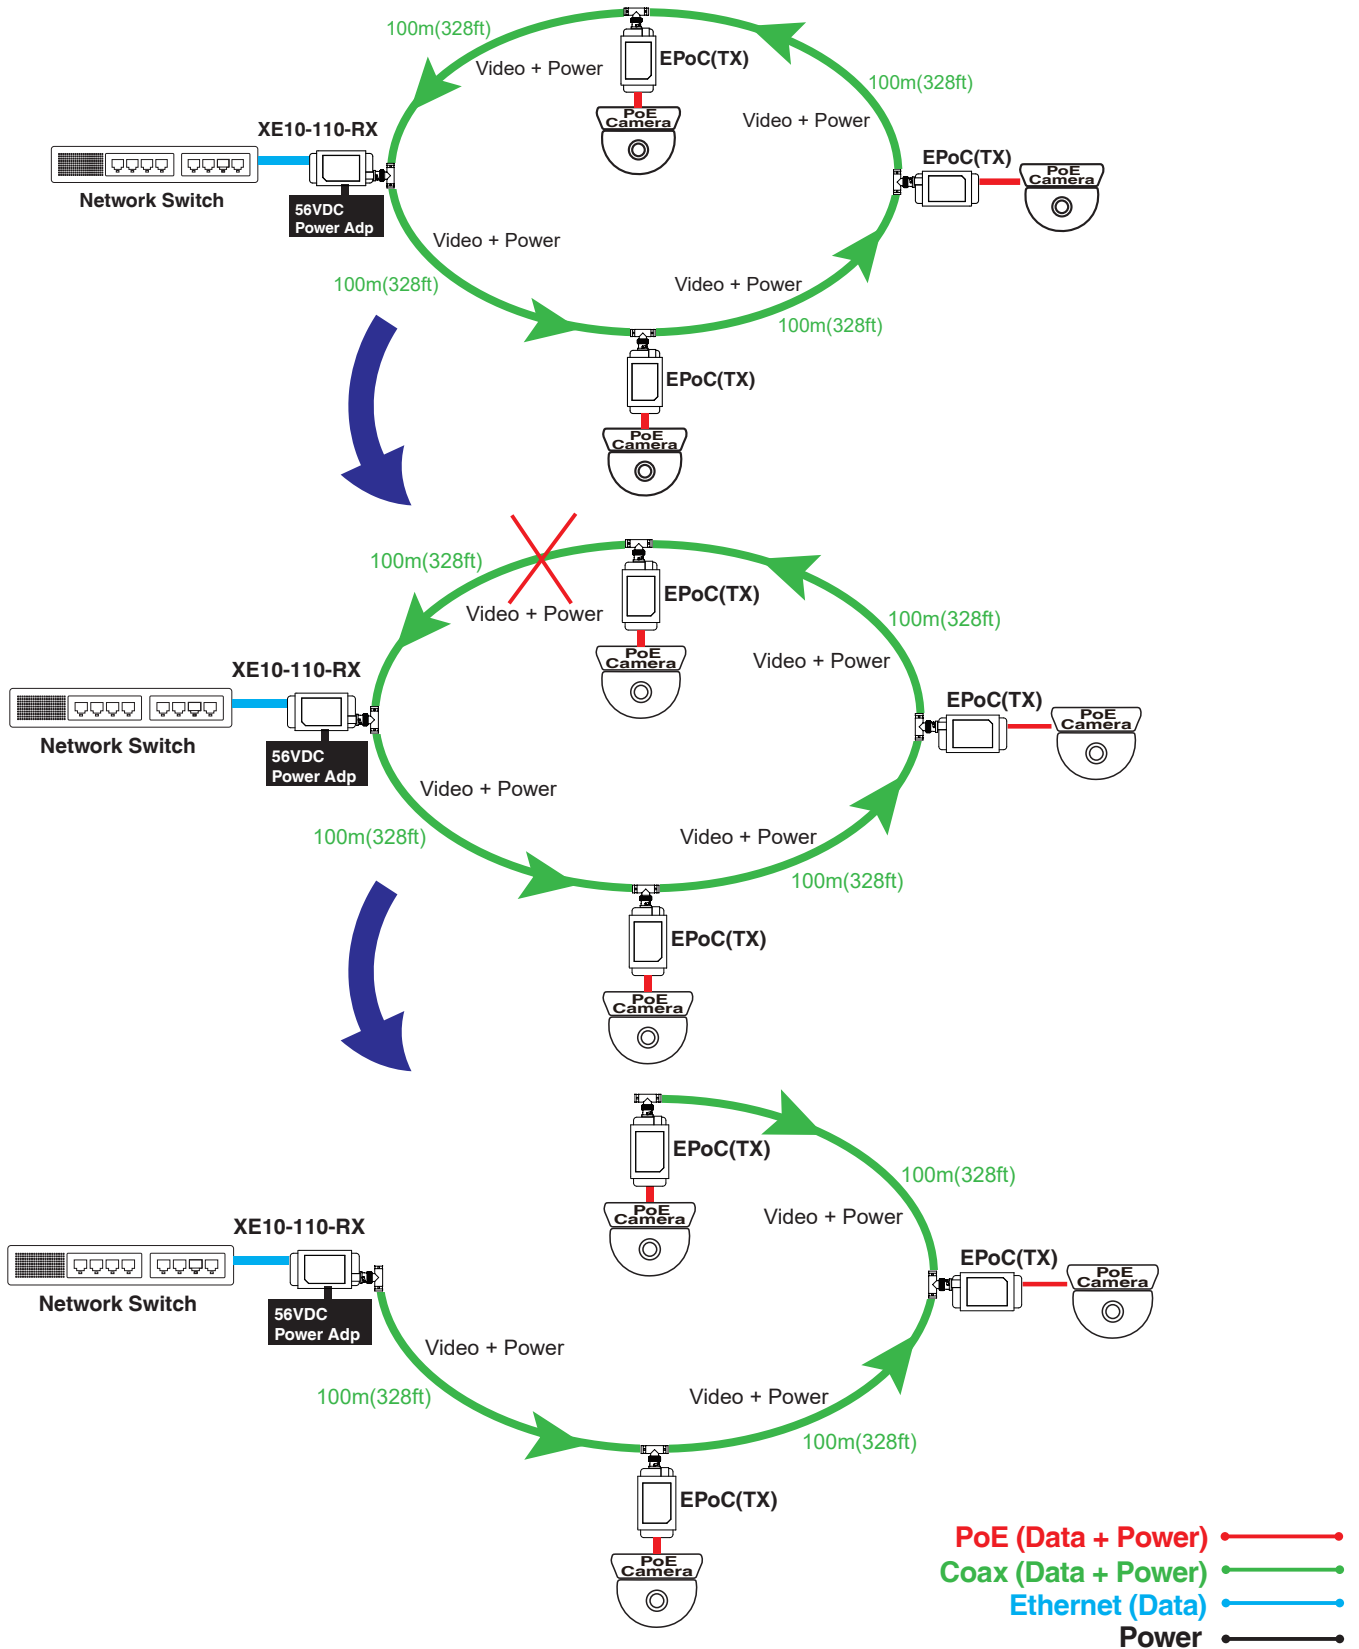 100m(328ft)
EPoC(TX)
Video + Power
100m(328ft)
PoE
Camera
Video + Power
XE10-110-RX
EPoC(TX)
PoE
Camera
Network Switch
56VDC
Power Adp
Video + Power
100m(328ft)
Video + Power
100m(328ft)
EPoC(TX)
PoE
Camera
100m(328ft)
EPoC(TX)
Video + Power
100m(328ft)
PoE
Camera
Video + Power
XE10-110-RX
EPoC(TX)
PoE
Camera
Network Switch
56VDC
Power Adp
Video + Power
100m(328ft)
Video + Power
100m(328ft)
EPoC(TX)
PoE
Camera
EPoC(TX)
100m(328ft)
PoE
Camera
Video + Power
XE10-110-RX
EPoC(TX)
PoE
Camera
Network Switch
56VDC
Power Adp
Video + Power
100m(328ft)
Video + Power
100m(328ft)
EPoC(TX)
PoE
Camera
PoE (Data + Power)
Coax (Data + Power)
Ethernet (Data)
Power